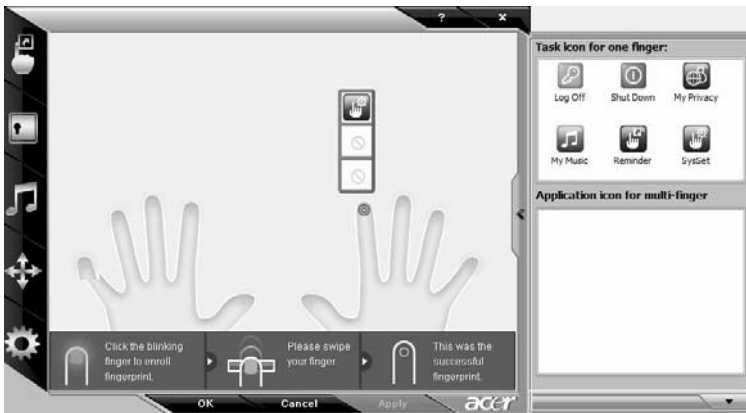 ? x
Task icon for one finger:
Log Off Shut Down My Privacy
My Music Reminder SysSet
Application icon for multi-finger
Click the blinking
finger to enroll
fingerprint.
Please swipe
your finger.
This was the
successful
fingerprint.
OK Cancel Apply acer